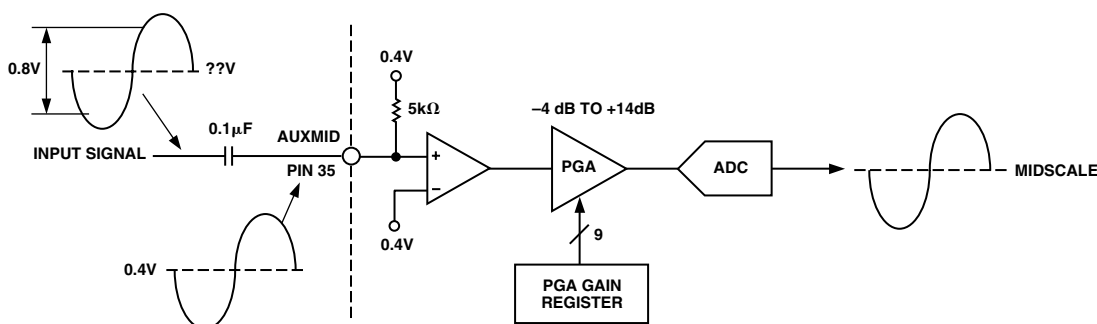 0.8V
??V
0.1μF
INPUT SIGNAL
AUXMID
PIN 35
0.4V
0.4V
5kΩ
+
–
0.4V
–4 dB TO +14dB
PGA
9
PGA GAIN
REGISTER
ADC
MIDSCALE